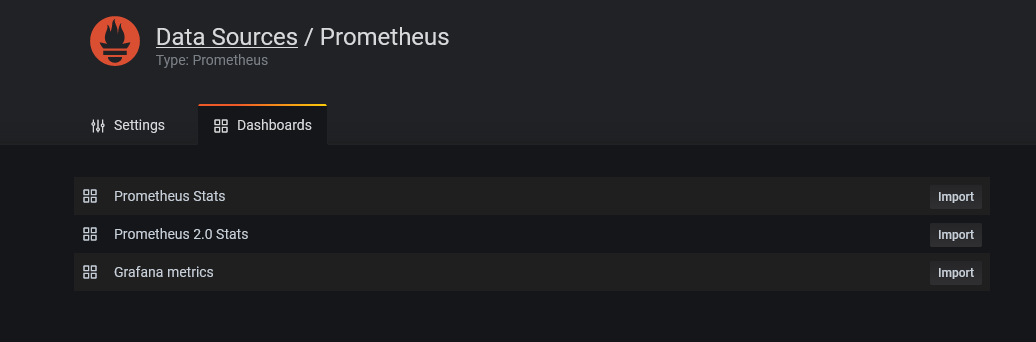 Data Sources / Prometheus
Type: Prometheus
Settings Dashboards
Prometheus Stats Import
Prometheus 2.0 Stats Import
Grafana metrics Import